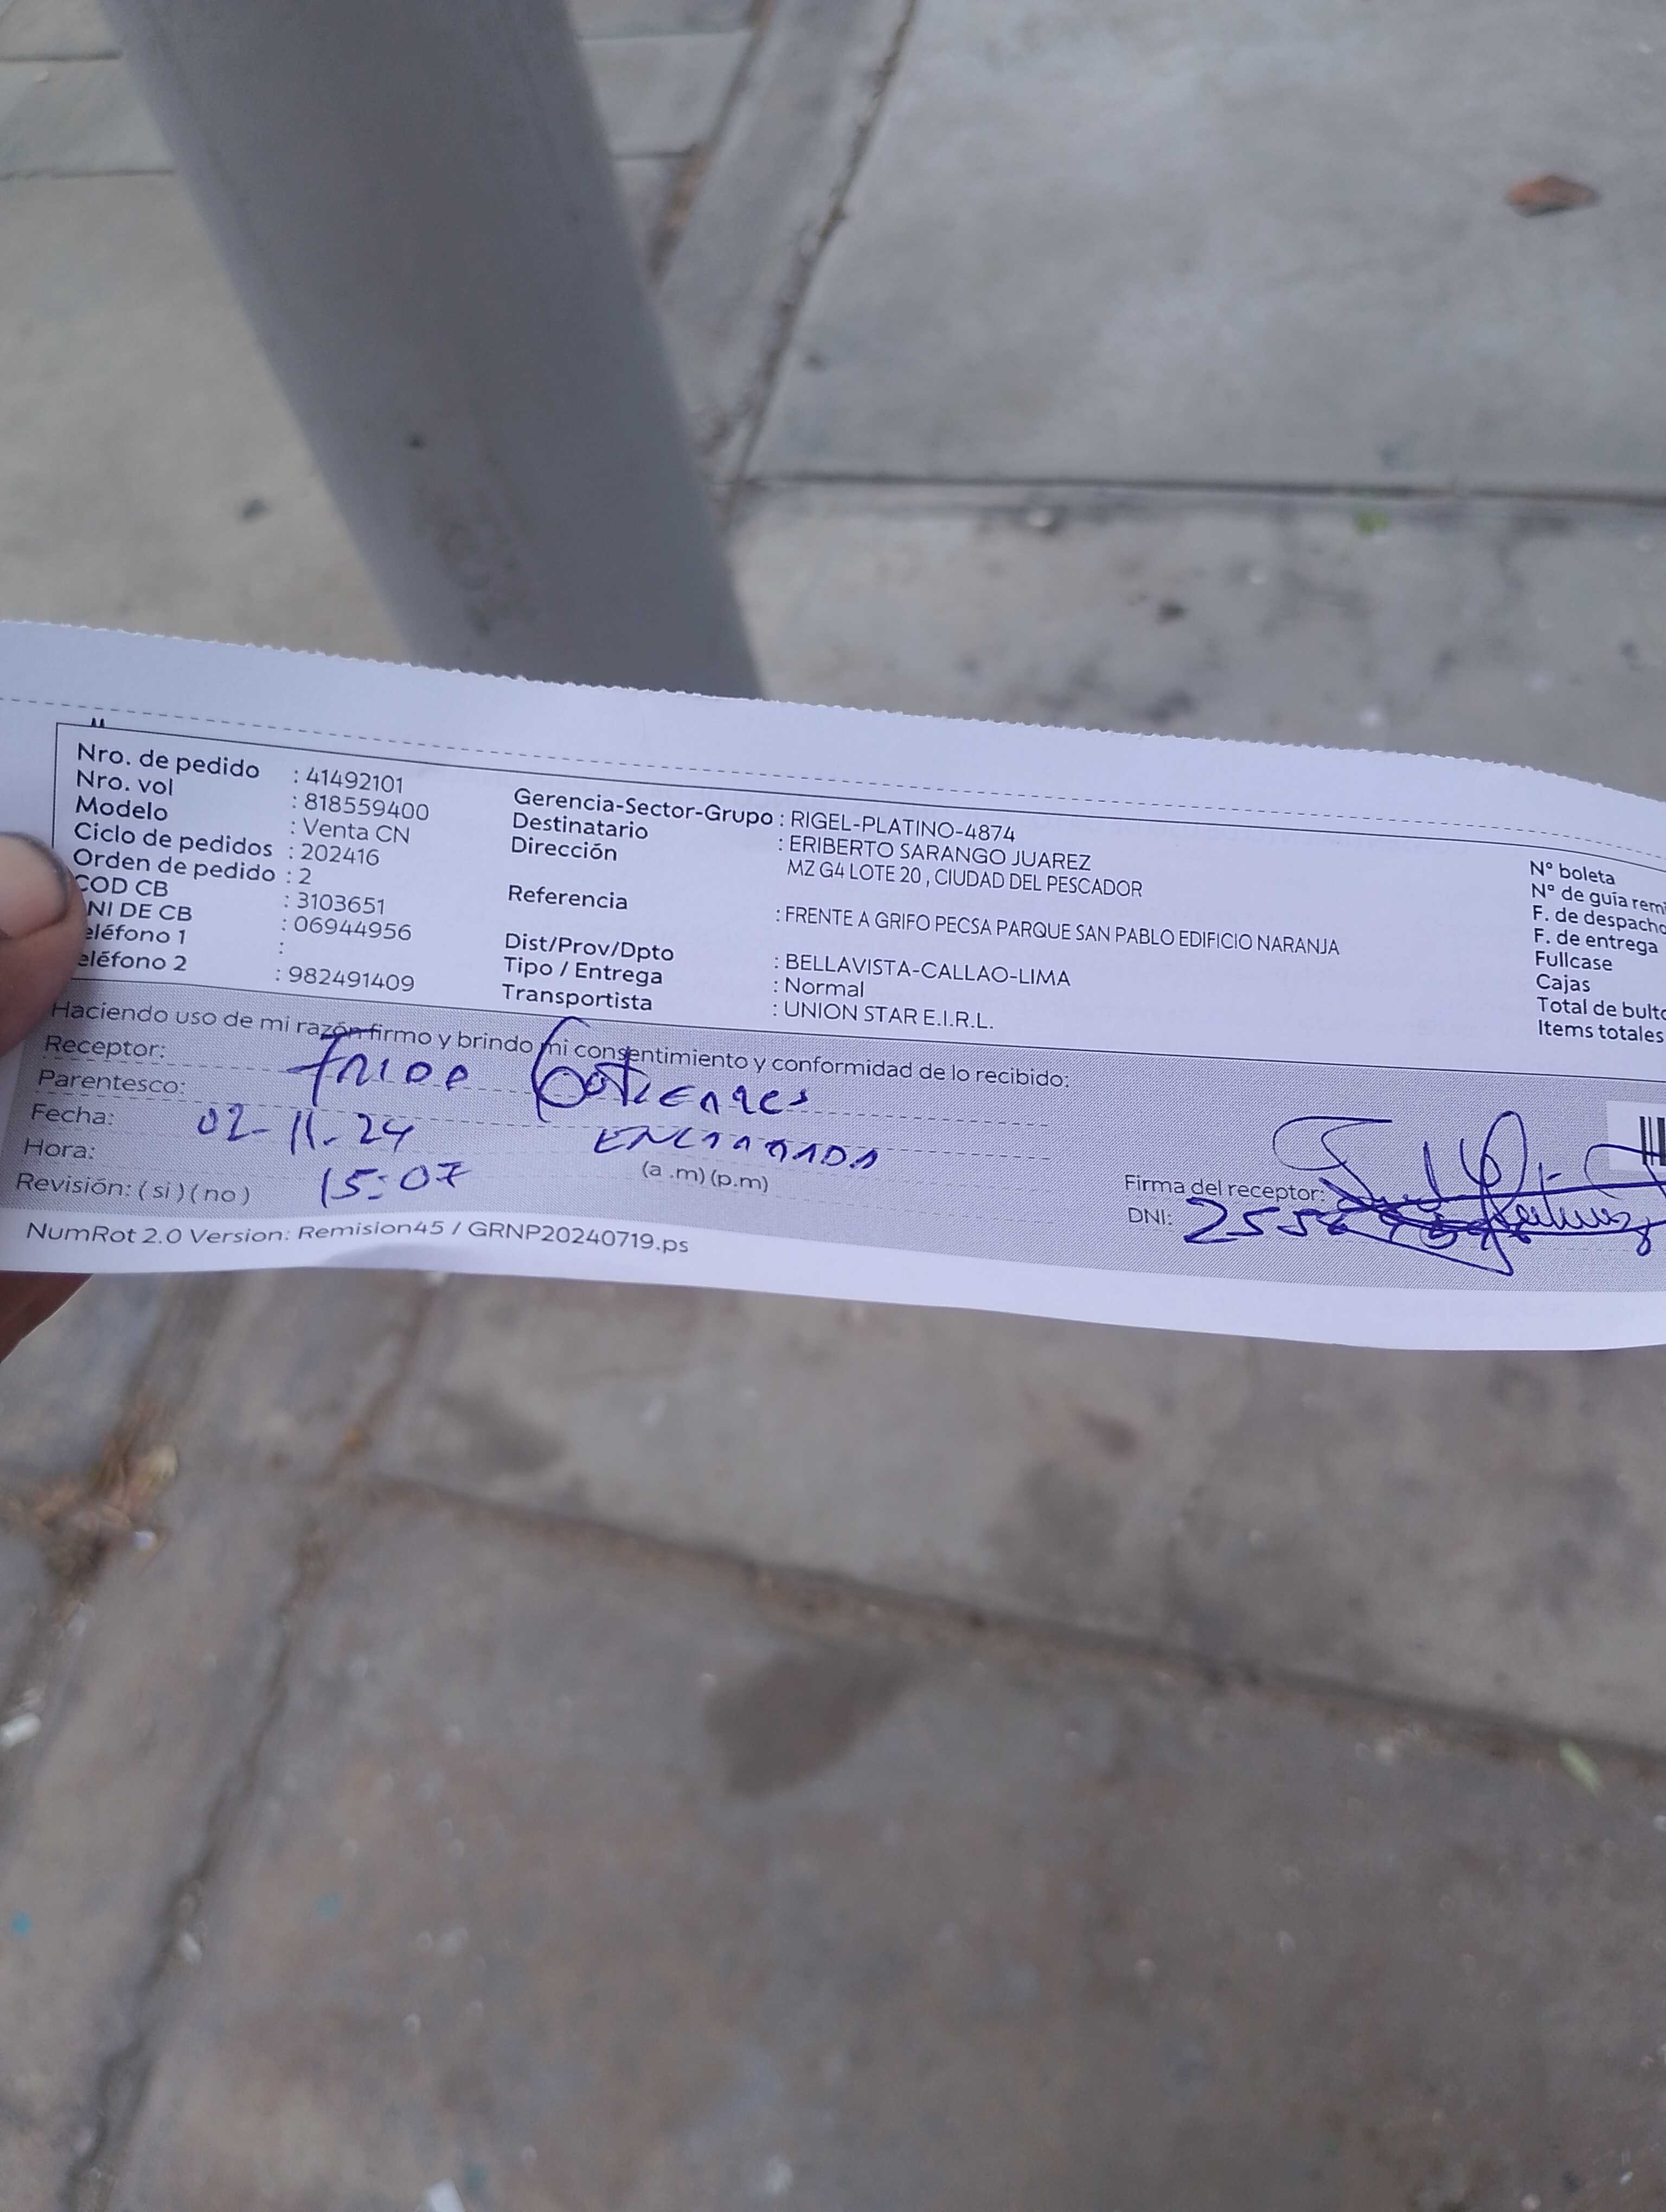 Nro. de pedido : 41492101
Nro. vol : 818559400
Modelo : Venta CN
Ciclo de pedidos : 202416
Orden de pedido : 2
COD CB : 3103651
NI DE CB : 06944956
eléfono 1 :
eléfono 2 : 982491409
Gerencia-Sector-Grupo : RIGEL-PLATINO-4874
Destinatario : ERIBERTO SARANGO JUAREZ
Dirección MZ G4 LOTE 20 , CIUDAD DEL PESCADOR
Referencia : FRENTE A GRIFO PECSA PARQUE SAN PABLO EDIFICIO NARANJA
Dist/Prov/Dpto : BELLAVISTA-CALLAO-LIMA
Tipo / Entrega : Normal
Transportista : UNION STAR E.I.R.L.
N° boleta
N° de guía remi
F. de despacho
F. de entrega
Fullcase
Cajas
Total de bulto
Items totales
Haciendo uso de mi razón firmo y brindo mi consentimiento y conformidad de lo recibido:
Receptor:
Parentesco:
Fecha: 02-11-24
Hora: 15:07 (a .m) (p.m)
Revisión: ( si ) ( no )
Firma del receptor:
DNI:
NumRot 2.0 Version: Remision45 / GRNP20240719.ps